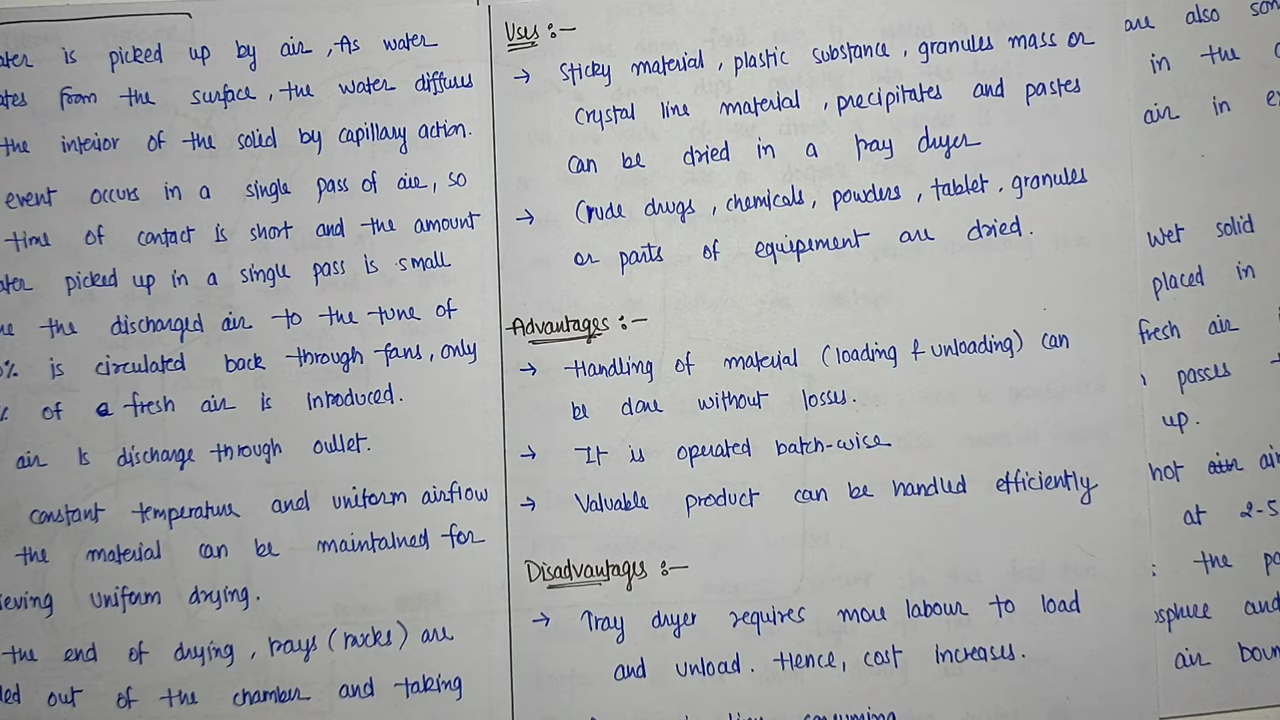 is picked up by air, As water
from the surface, the water diffuses
the interior of the solid by capillary action.
event occurs in a single pass of air, so
time of contact is short and the amount
picked up in a single pass is small
the discharged air to the tune of
% is circulated back through fans, only
of a fresh air is introduced.
air is discharge through outlet.
constant temperature and uniform airflow
the material can be maintained for
uniform drying.
the end of drying, trays (racks) are
out of the chamber and taking
Uses :-
→ Sticky material, plastic substance, granules mass or
crystal line material, precipitates and pastes
can be dried in a tray dryer
→ Crude drugs, chemicals, powders, tablet, granules
or parts of equipement are dried.
Advantages :-
→ Handling of material (loading & unloading) can
be done without losses.
→ It is operated batch-wise
→ Valuable product can be handled efficiently
Disadvantages :-
→ Tray dryer requires more labour to load
and unload. Hence, cost increases.
are also
in the
air in
Wet solid
placed in
fresh air
passes
up.
hot air
at 2-5
the
and
air